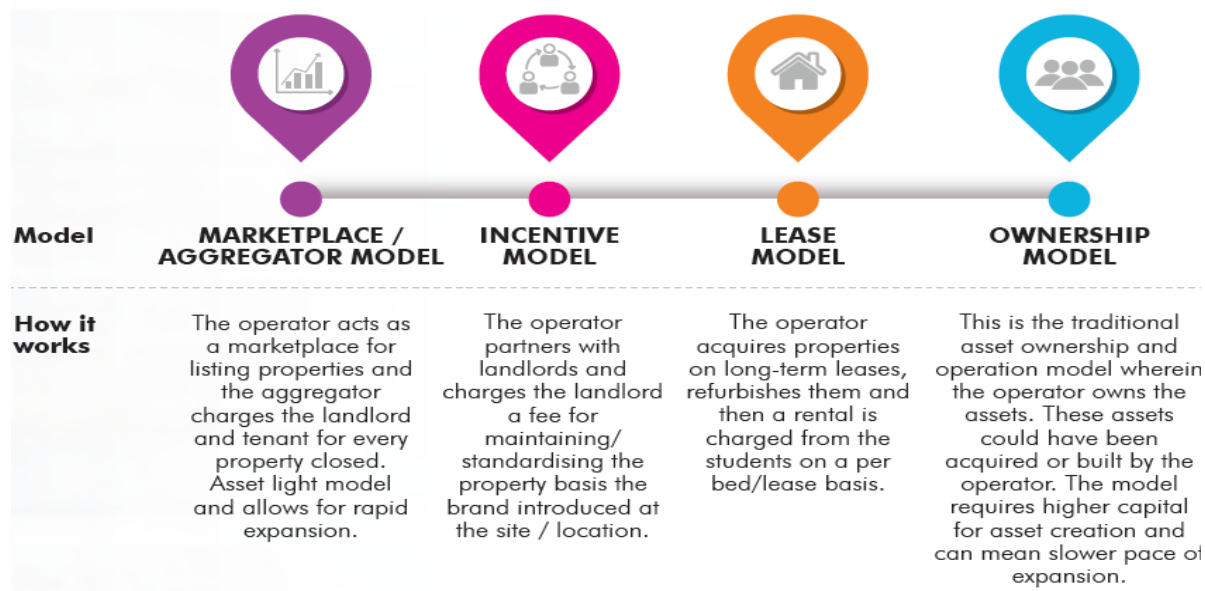 Model
MARKETPLACE /
AGGREGATOR MODEL
INCENTIVE
MODEL
LEASE
MODEL
OWNERSHIP
MODEL
How it
works
The operator acts as
a marketplace for
listing properties and
the aggregator
charges the landlord
and tenant for every
property closed.
Asset light model
and allows for rapid
expansion.
The operator
partners with
landlords and
charges the landlord
a fee for
maintaining/
standardising the
property basis the
brand introduced at
the site / location.
The operator
acquires properties
on long-term leases,
refurbishes them and
then a rental is
charged from the
students on a per
bed/lease basis.
This is the traditional
asset ownership and
operation model wherein
the operator owns the
assets. These assets
could have been
acquired or built by the
operator. The model
requires higher capital
for asset creation and
can mean slower pace of
expansion.